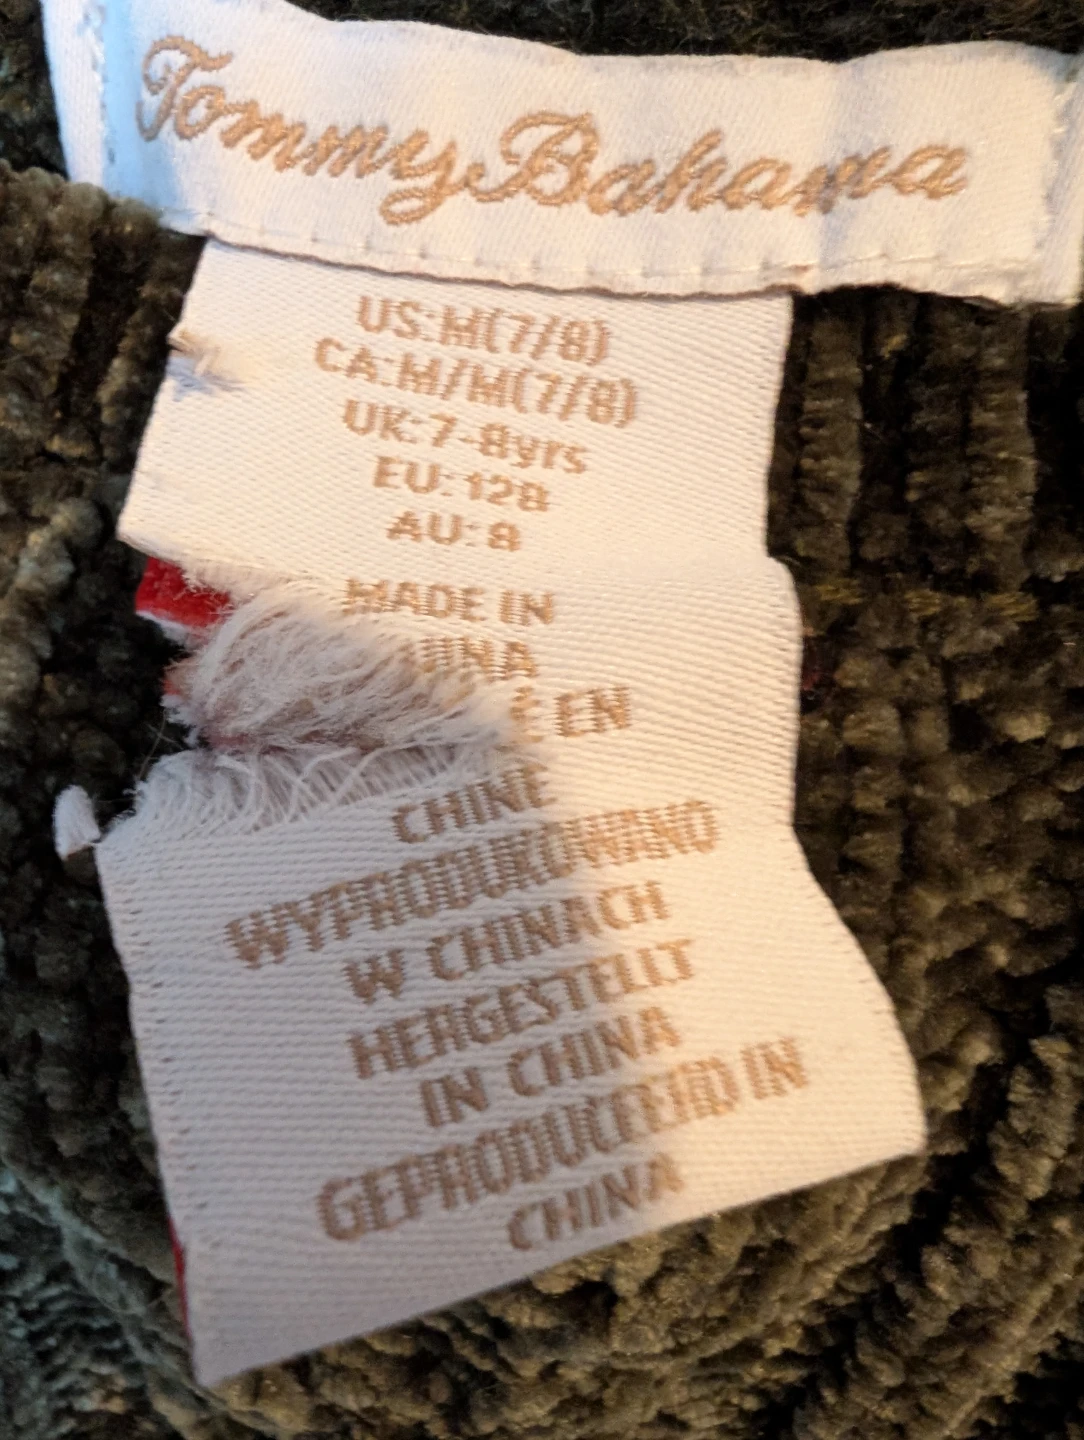 Tommy Bahama
US:M(7/8)
CA:M/M(7/8)
UK:7-8yrs
EU:128
AU:8
MADE IN
EN
CHINE
WYPRODUKOWANO
W CHINACH
HERGESTELLT
IN CHINA
GEPRODUCEERD IN
CHINA